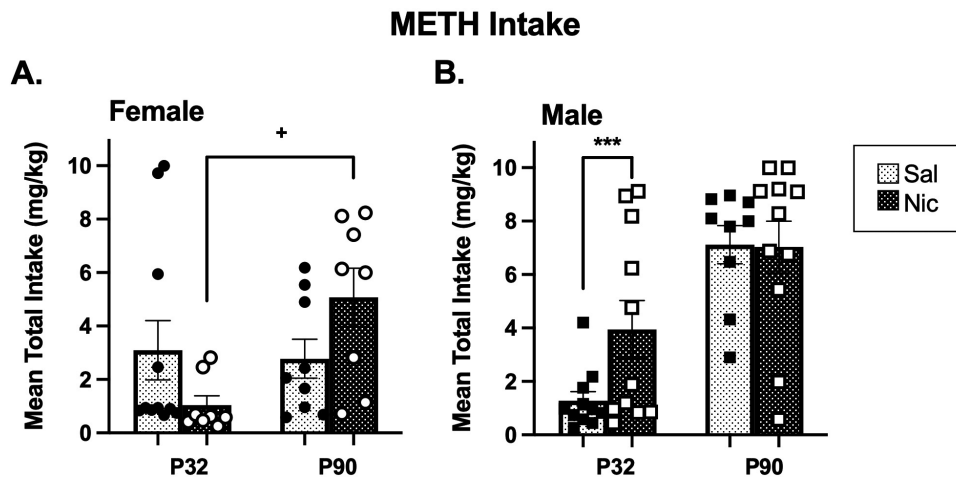 METH Intake
A.
Female
+
Mean Total Intake (mg/kg)
10
8
6
4
2
0
P32
P90
B.
Male
***
Mean Total Intake (mg/kg)
10
8
6
4
2
0
P32
P90
Sal
Nic